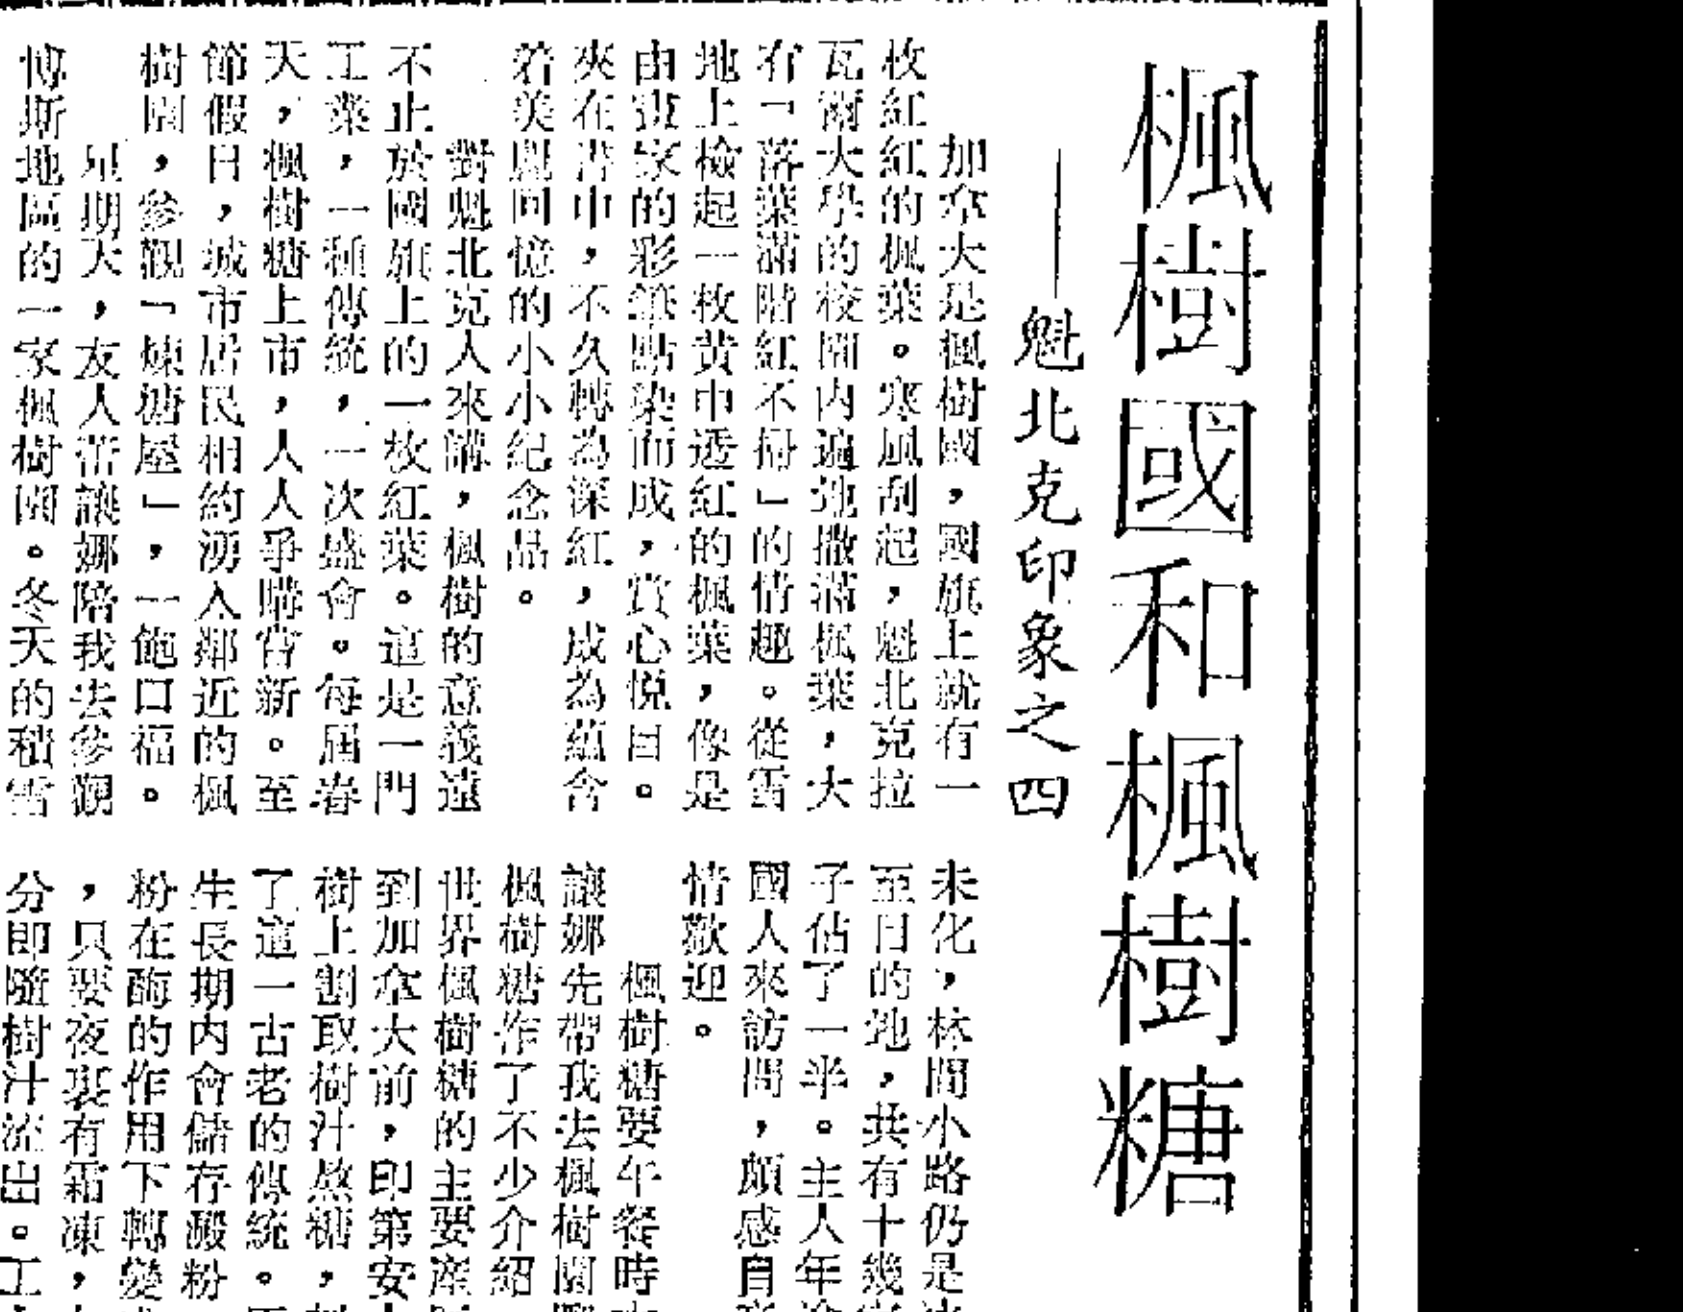 楓樹國和楓樹糖
——魁北克印象之四
加拿大是楓樹國，國旗上就有一
枚紅紅的楓葉。寒風刮起，魁北克拉
瓦爾大學的校園內遍地撒滿楓葉，大
有「落葉滿階紅不掃」的情趣。從雪
地上檢起一枚黃中透紅的楓葉，像是
由畫家的彩筆點染而成，賞心悅目。
夾在書中，不久轉為深紅，成為蘊含
着美麗回憶的小小紀念品。
對魁北克人來講，楓樹的意義遠
不止於國旗上的一枚紅葉。這是一門
工業，一種傳統，一次盛會。每屆春
天，楓樹糖上市，人人爭購嘗新。至
節假日，城市居民相約湧入鄰近的楓
樹園，參觀「煉糖屋」，一飽口福。
星期天，友人蕾讓娜陪我去參觀
博斯地區的一家楓樹園。冬天的積雪
未化，林間小路仍是
至日的地，共有十幾
子佔了一半。主人年
國人來訪問，頗感自
情歡迎。
楓樹糖要午餐時
讓娜先帶我去楓樹園
楓樹糖作了不少介紹
世界楓樹糖的主要產
到加拿大前，印第安
樹上割取樹汁熬糖，
了這一古老的傳統。
生長期內會儲存澱粉
粉在酶的作用下轉變
，只要夜裏有霜凍，
分即隨樹汁流出。工